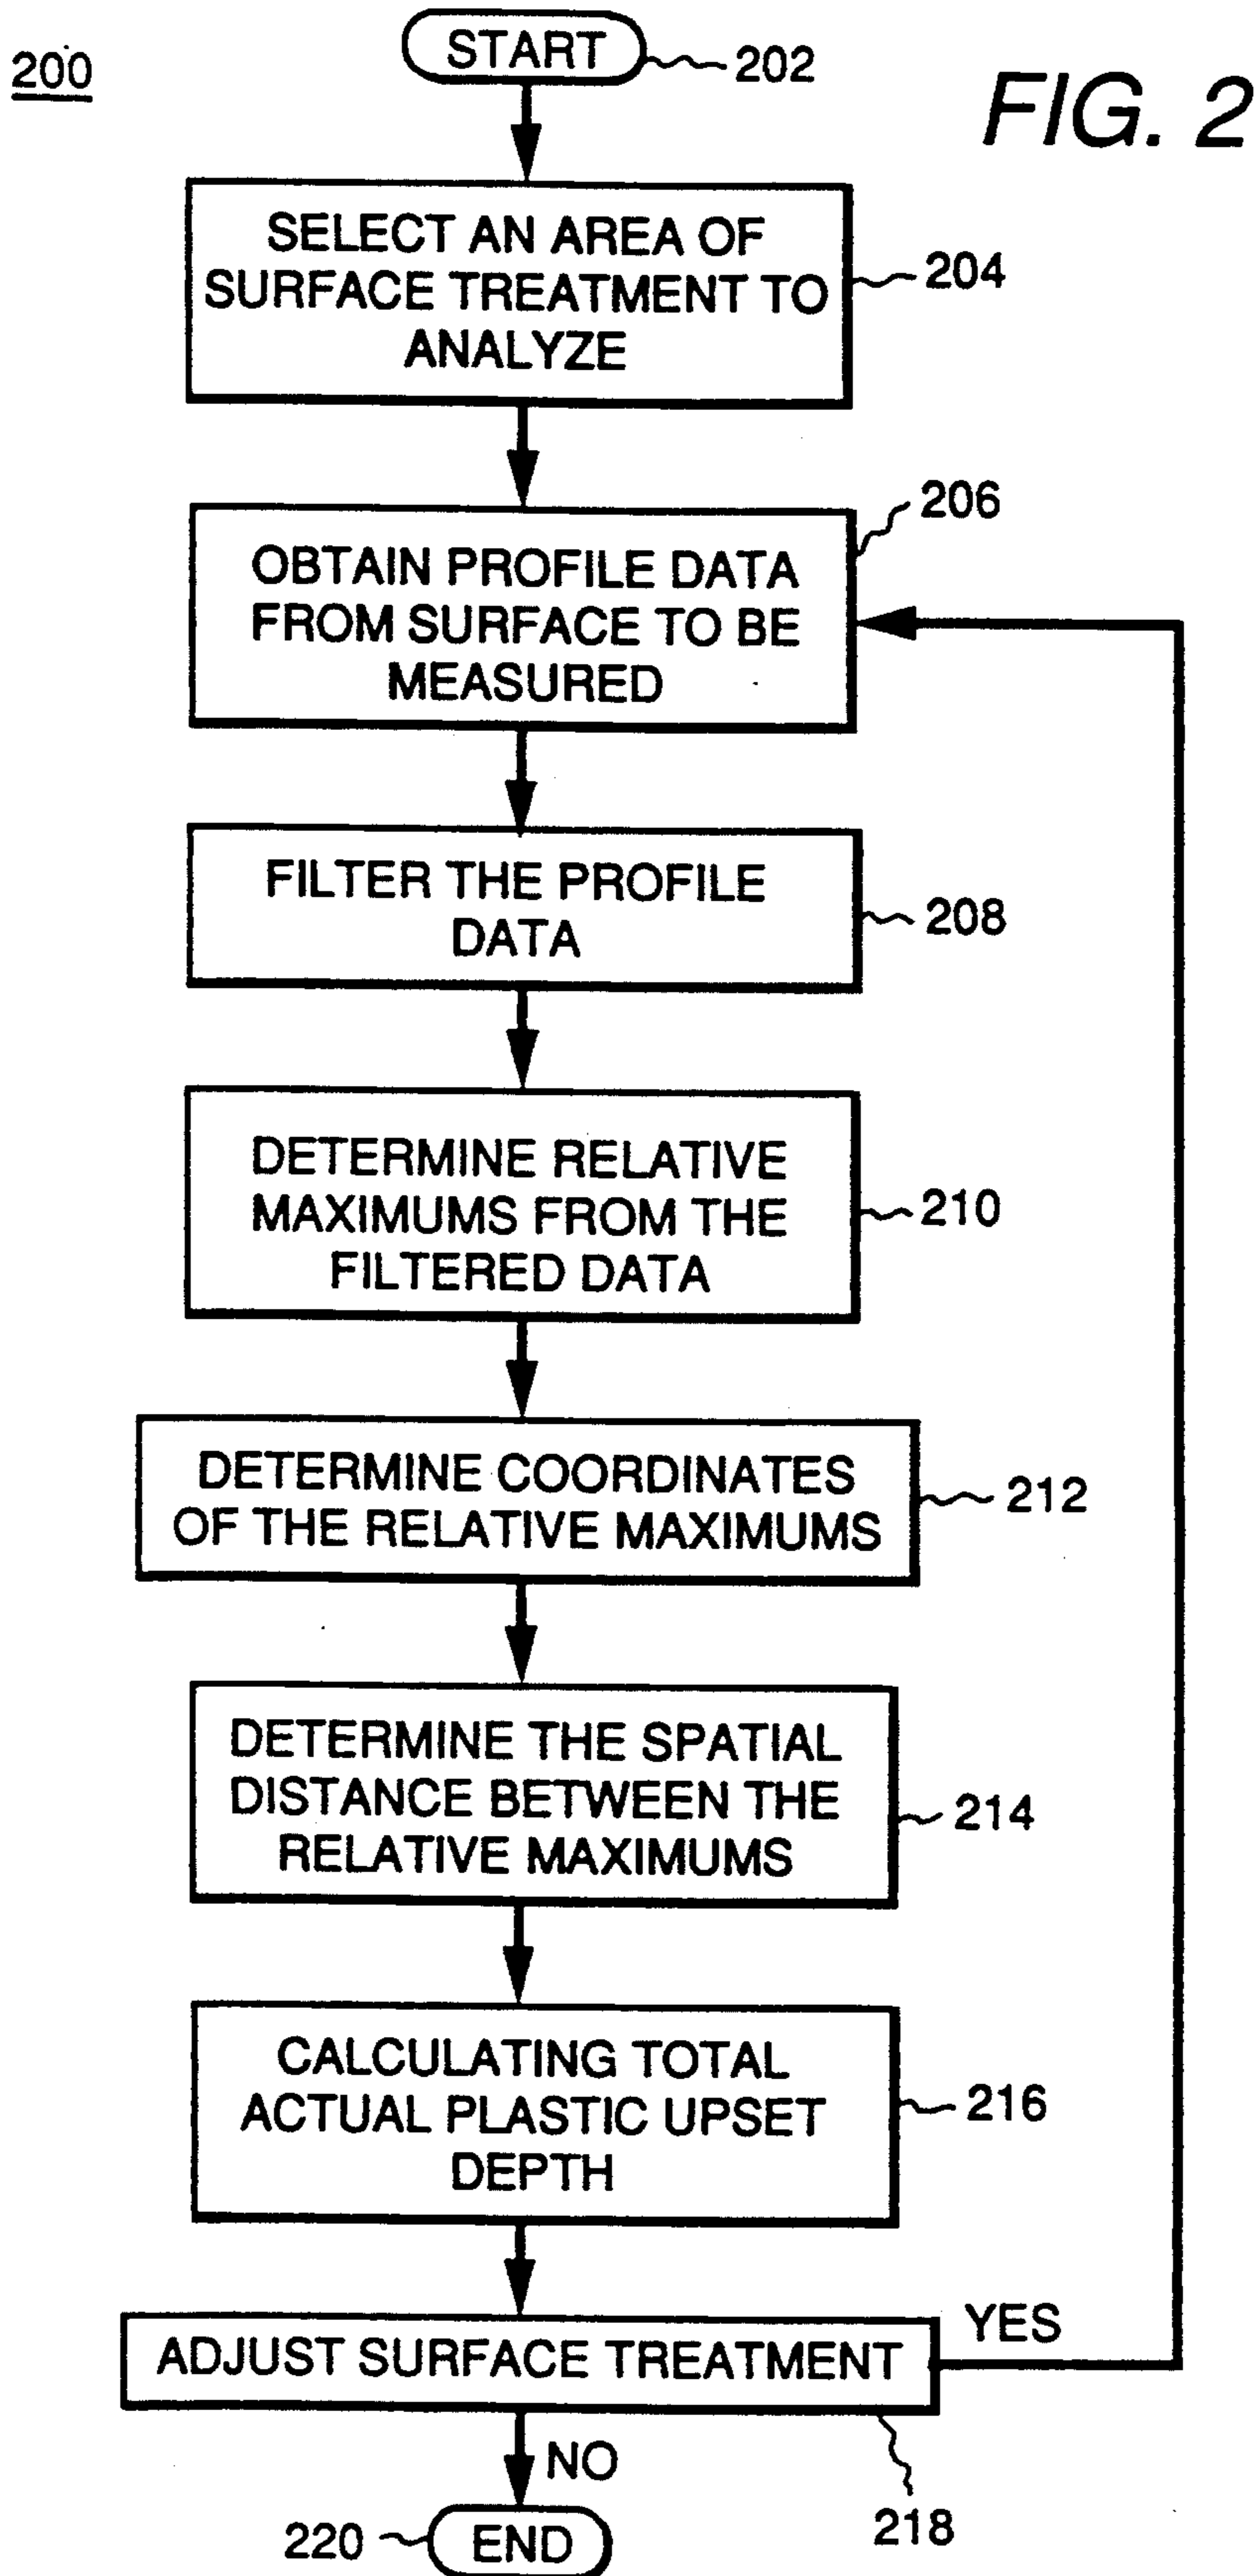 200
START
202
FIG. 2
SELECT AN AREA OF
SURFACE TREATMENT TO
ANALYZE
204
206
OBTAIN PROFILE DATA
FROM SURFACE TO BE
MEASURED
FILTER THE PROFILE
DATA
208
DETERMINE RELATIVE
MAXIMUMS FROM THE
FILTERED DATA
210
DETERMINE COORDINATES
OF THE RELATIVE MAXIMUMS
212
DETERMINE THE SPATIAL
DISTANCE BETWEEN THE
RELATIVE MAXIMUMS
214
CALCULATING TOTAL
ACTUAL PLASTIC UPSET
DEPTH
216
ADJUST SURFACE TREATMENT
YES
NO
218
220
END